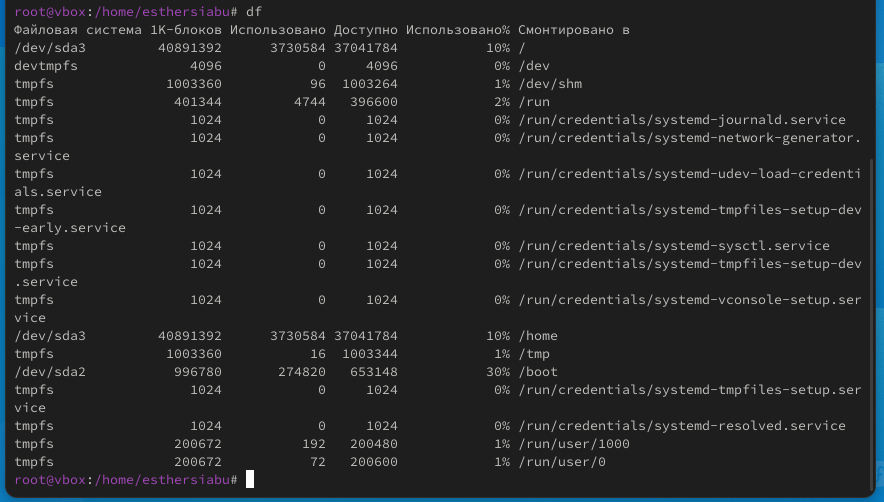 root@vbox:/home/esthersiabu# df
Файловая система 1K-блоков Использовано Доступно Использовано% Смонтировано в
/dev/sda3 40891392 3730584 37041784 10% /
devtmpfs 4096 0 4096 0% /dev
tmpfs 1003360 96 1003264 1% /dev/shm
tmpfs 401344 4744 396600 2% /run
tmpfs 1024 0 1024 0% /run/credentials/systemd-journald.service
tmpfs 1024 0 1024 0% /run/credentials/systemd-network-generator.
service
tmpfs 1024 0 1024 0% /run/credentials/systemd-udev-load-credenti
als.service
tmpfs 1024 0 1024 0% /run/credentials/systemd-tmpfiles-setup-dev
-early.service
tmpfs 1024 0 1024 0% /run/credentials/systemd-sysctl.service
tmpfs 1024 0 1024 0% /run/credentials/systemd-tmpfiles-setup-dev
.service
tmpfs 1024 0 1024 0% /run/credentials/systemd-vconsole-setup.ser
vice
/dev/sda3 40891392 3730584 37041784 10% /home
tmpfs 1003360 16 1003344 1% /tmp
/dev/sda2 996780 274820 653148 30% /boot
tmpfs 1024 0 1024 0% /run/credentials/systemd-tmpfiles-setup.ser
vice
tmpfs 1024 0 1024 0% /run/credentials/systemd-resolved.service
tmpfs 200672 192 200480 1% /run/user/1000
tmpfs 200672 72 200600 1% /run/user/0
root@vbox:/home/esthersiabu#